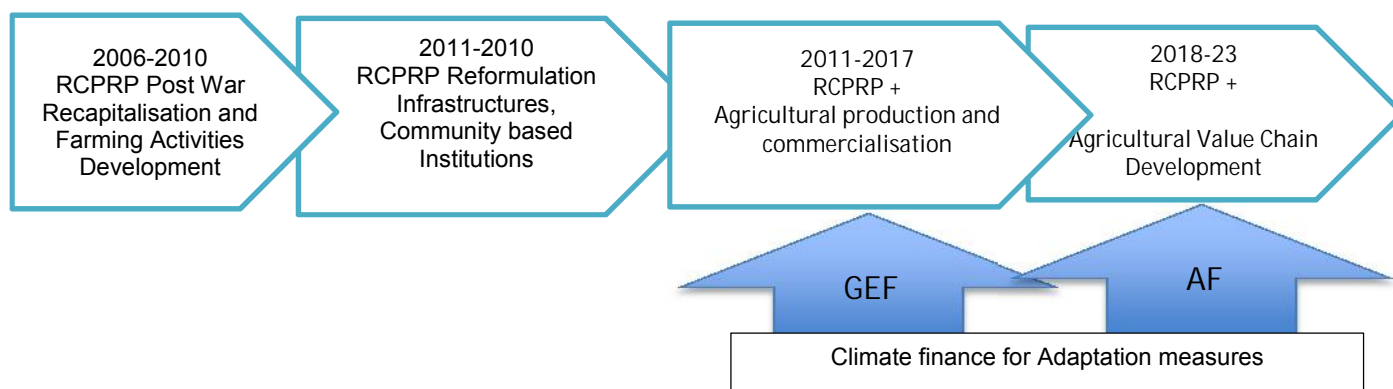 2006-2010
RCPRP Post War
Recapitalisation and
Farming Activities
Development
2011-2010
RCPRP Reformulation
Infrastructures,
Community based
Institutions
2011-2017
RCPRP +
Agricultural production and
commercialisation
2018-23
RCPRP +
Agricultural Value Chain
Development
GEF
AF
Climate finance for Adaptation measures